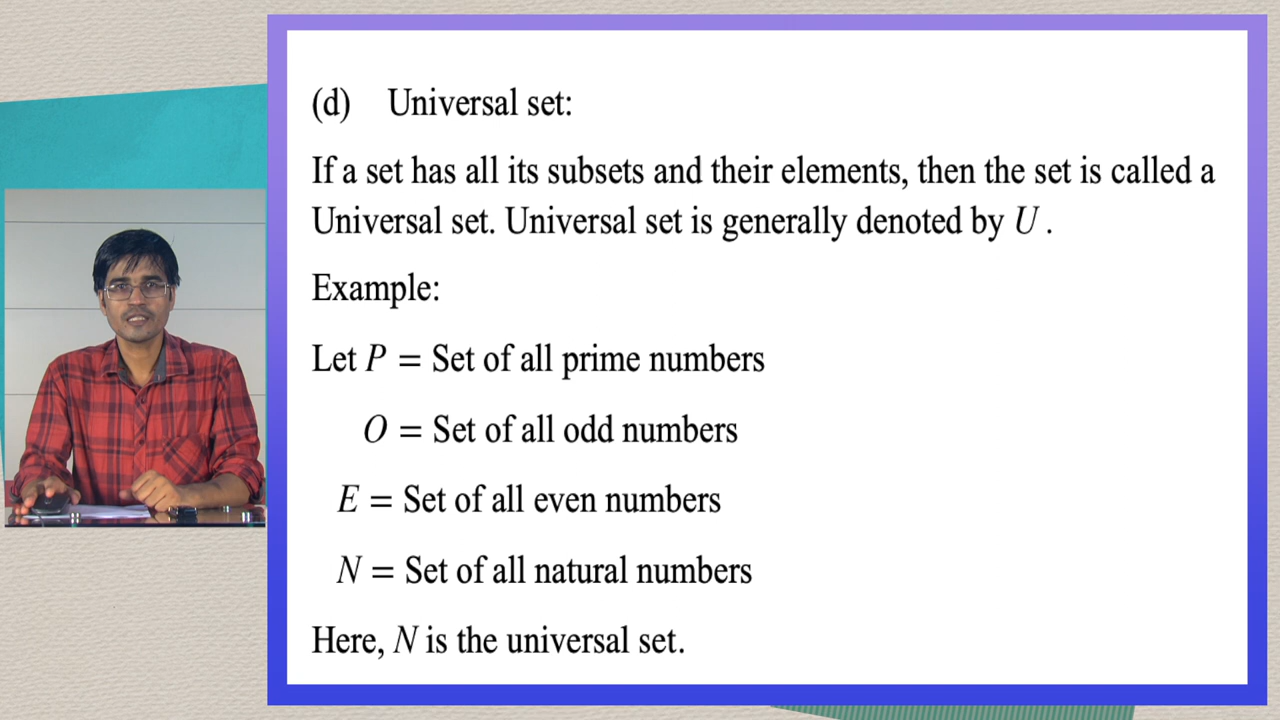 (d) Universal set:
If a set has all its subsets and their elements, then the set is called a
Universal set. Universal set is generally denoted by U .
Example:
Let P = Set of all prime numbers
O = Set of all odd numbers
E = Set of all even numbers
N = Set of all natural numbers
Here, N is the universal set.